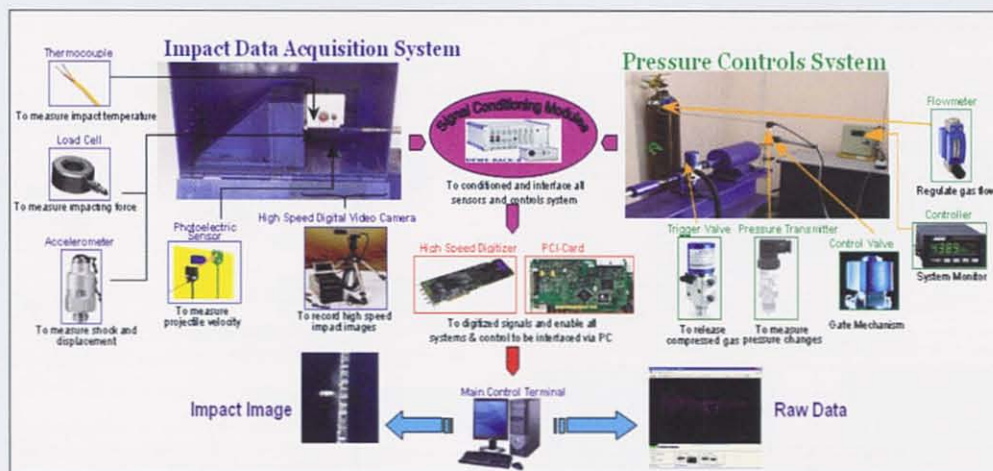 Impact Data Acquisition System
Thermocouple
To measure impact temperature
Load Cell
To measure impacting force
Accelerometer
To measure shock and
displacement
Photoelectric
Sensor
To measure
projectile velocity
High Speed Digital Video Camera
To record high speed
impact images
Signal Conditioning Modules
To conditioned and interface all
sensors and controls system
High Speed Digitizer
PCI-Card
To digitized signals and enable all
systems & control to be interfaced via PC
Pressure Controls System
Flowmeter
Regulate gas flow
Controller
System Monitor
Trigger Valve
To release
compressed gas
Pressure Transmitter
To measure
pressure changes
Control Valve
Gate Mechanism
Main Control Terminal
Impact Image
Raw Data